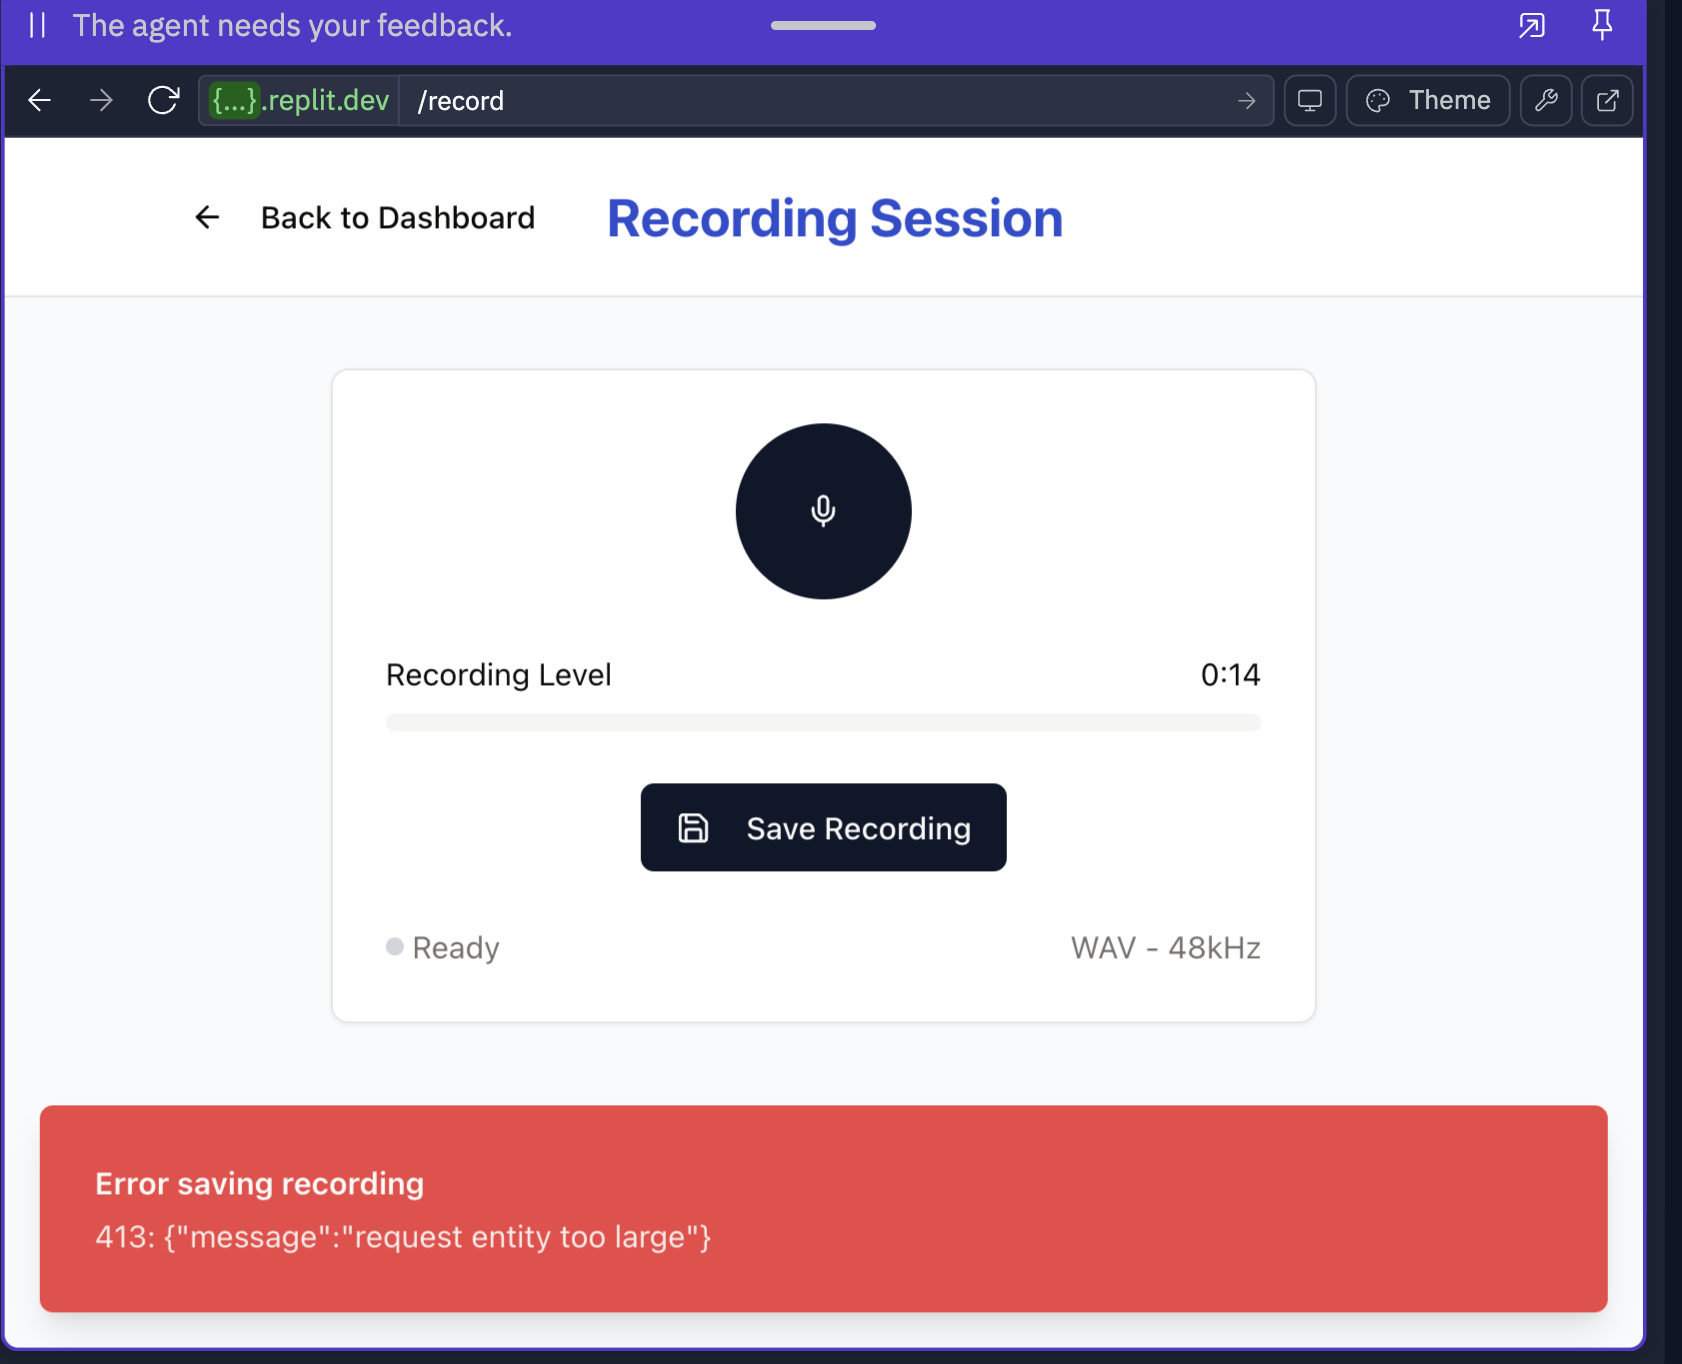 The agent needs your feedback.
{...}.replit.dev /record Theme
Back to Dashboard Recording Session
Recording Level 0:14
Save Recording
Ready WAV - 48kHz
Error saving recording
413: {"message":"request entity too large"}